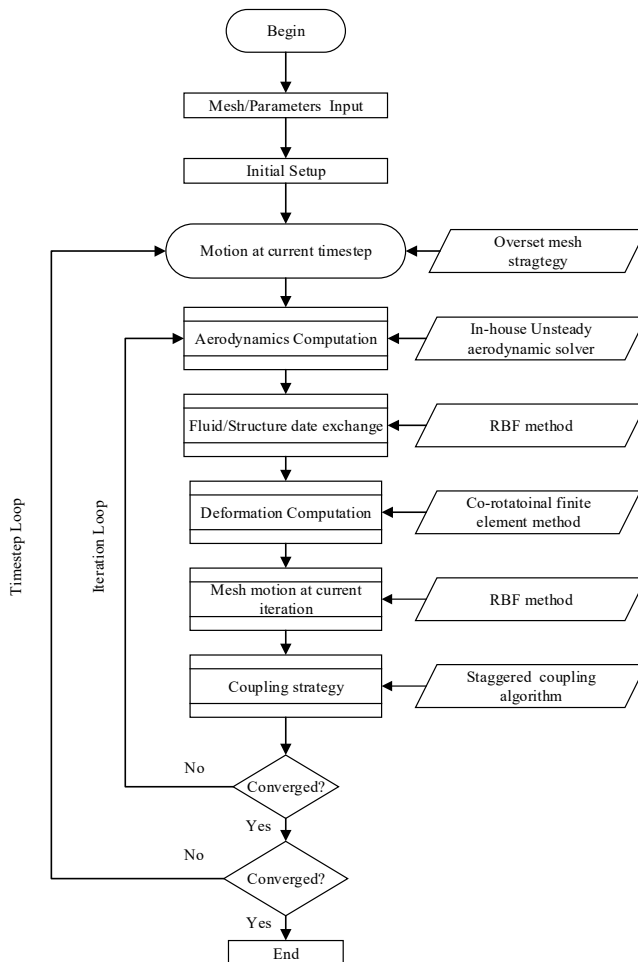 Begin
Mesh/Parameters Input
Initial Setup
Motion at current timestep
Overset mesh
stragtegy
Aerodynamics Computation
In-house Unsteady
aerodynamic solver
Fluid/Structure date exchange
RBF method
Deformation Computation
Co-rotatoinal finite
element method
Mesh motion at current
iteration
RBF method
Coupling strategy
Staggered coupling
algorithm
Timestep Loop
Iteration Loop
No
Converged?
Yes
No
Converged?
Yes
End